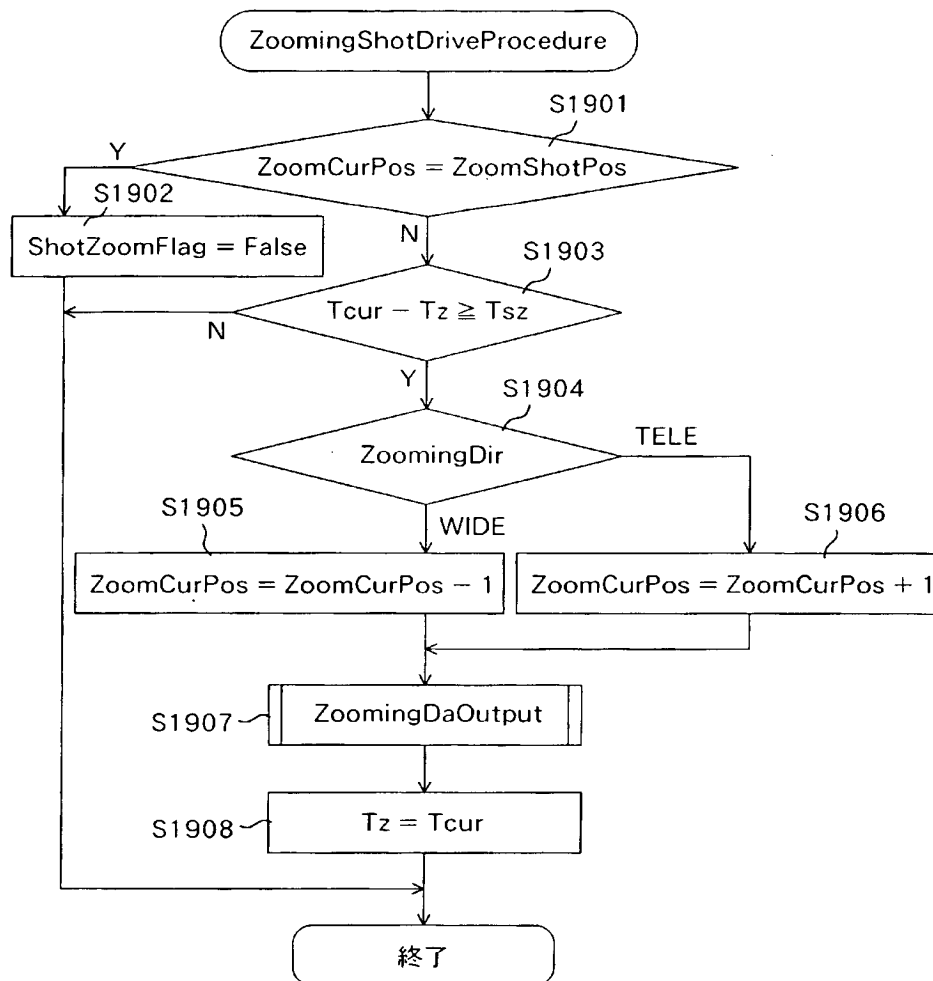 ZoomingShotDriveProcedure
S1901
Y
ZoomCurPos = ZoomShotPos
S1902
N
ShotZoomFlag = False
S1903
Tcur − Tz ≧ Tsz
N
Y
S1904
TELE
ZoomingDir
S1905
WIDE
S1906
ZoomCurPos = ZoomCurPos − 1
ZoomCurPos = ZoomCurPos + 1
ZoomingDaOutput
S1907
Tz = Tcur
S1908
終了